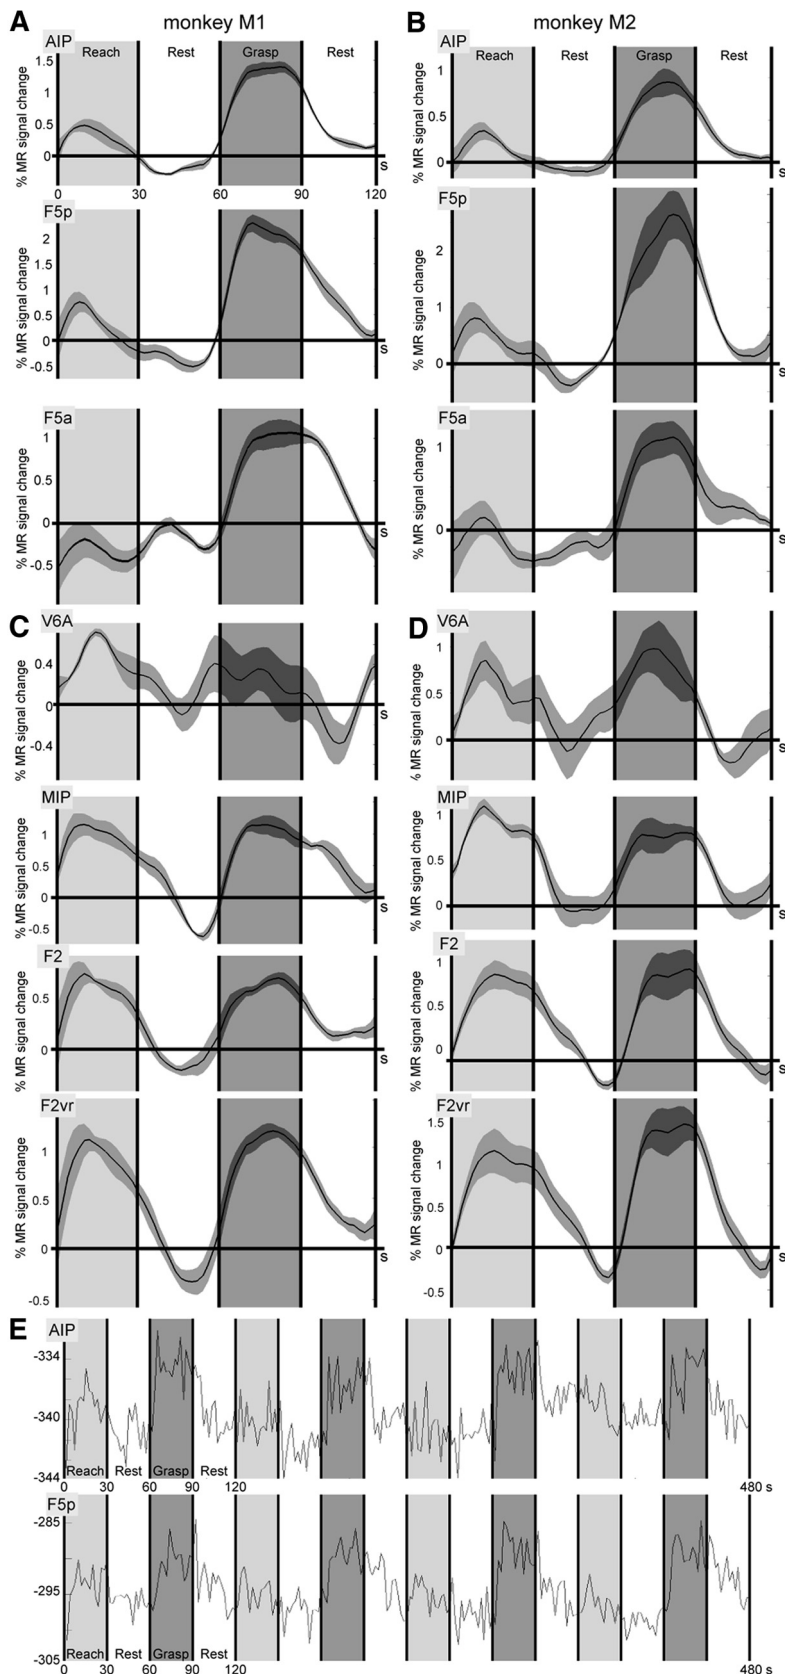 A monkey M1
B monkey M2
AIP
Reach Rest Grasp Rest
% MR signal change
1.5
1
0.5
0
s
0 30 60 90 120
AIP
Reach Rest Grasp Rest
% MR signal change
1
0.5
0
s
F5p
% MR signal change
2
1.5
1
0.5
0
-0.5
s
F5p
% MR signal change
2
1
0
s
F5a
% MR signal change
1
0.5
0
-0.5
s
F5a
% MR signal change
1
0.5
0
s
C
V6A
% MR signal change
0.4
0
-0.4
s
D
V6A
% MR signal change
1
0.5
0
s
MIP
% MR signal change
1
0.5
0
-0.5
s
MIP
% MR signal change
1
0.5
0
s
F2
% MR signal change
0.5
0
s
F2
% MR signal change
1
0.5
0
s
F2vr
% MR signal change
1
0.5
0
-0.5
s
F2vr
% MR signal change
1.5
1
0.5
0
-0.5
s
E
AIP
-334
-340
-344
Reach Rest Grasp Rest
0 30 60 90 120 480 s
F5p
-285
-295
-305
Reach Rest Grasp Rest
0 30 60 90 120 480 s